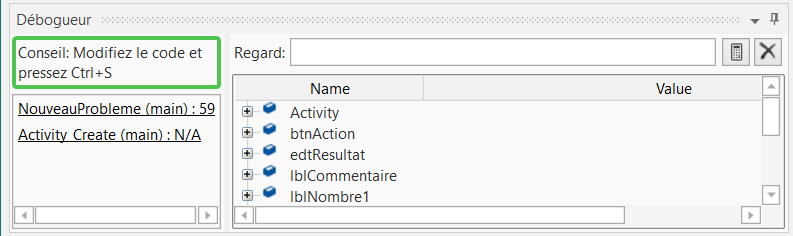 Débogueur
Conseil: Modifiez le code et
pressez Ctrl+S
NouveauProbleme (main) : 59
Activity_Create (main) : N/A
Regard:
Name Value
Activity
btnAction
edtResultat
lblCommentaire
lblNombre1